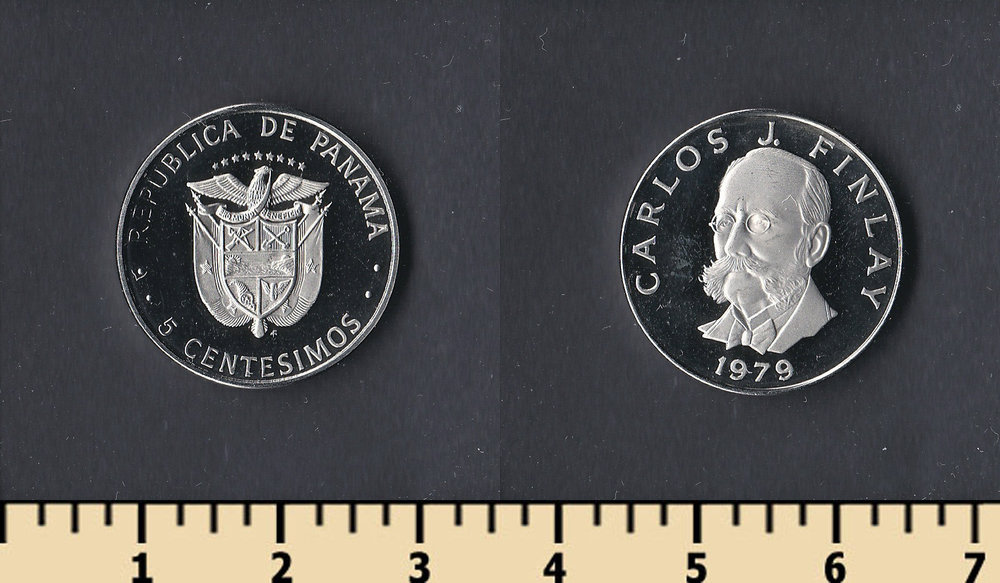 REPUBLICA DE PANAMA
5 CENTESIMOS
CARLOS J. FINLAY
1979
1 2 3 4 5 6 7